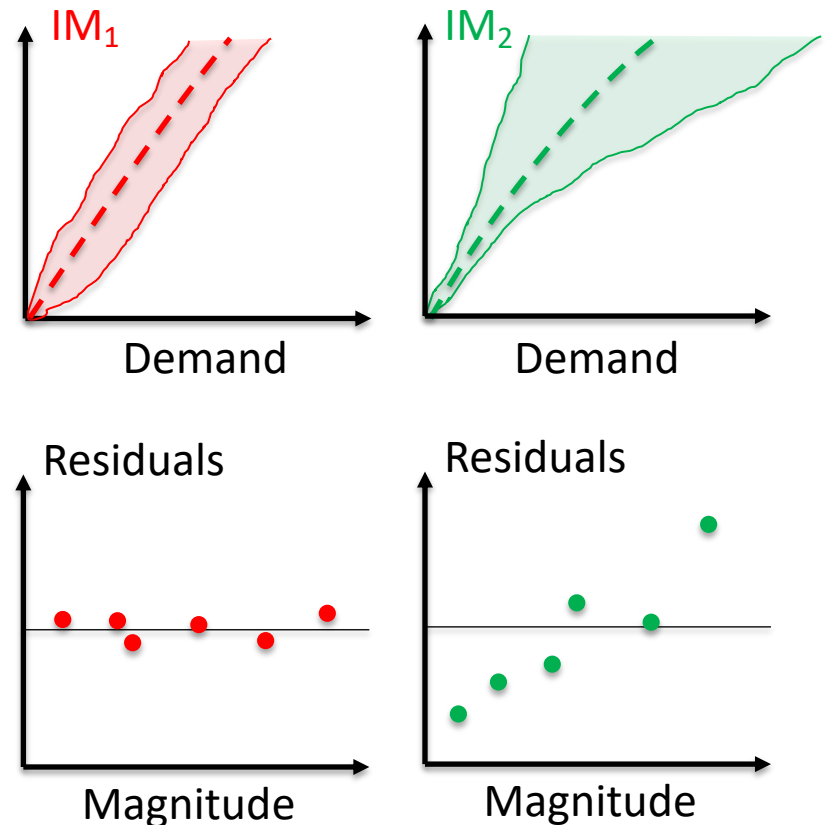 IM₁
Demand
IM₂
Demand
Residuals
Magnitude
Residuals
Magnitude